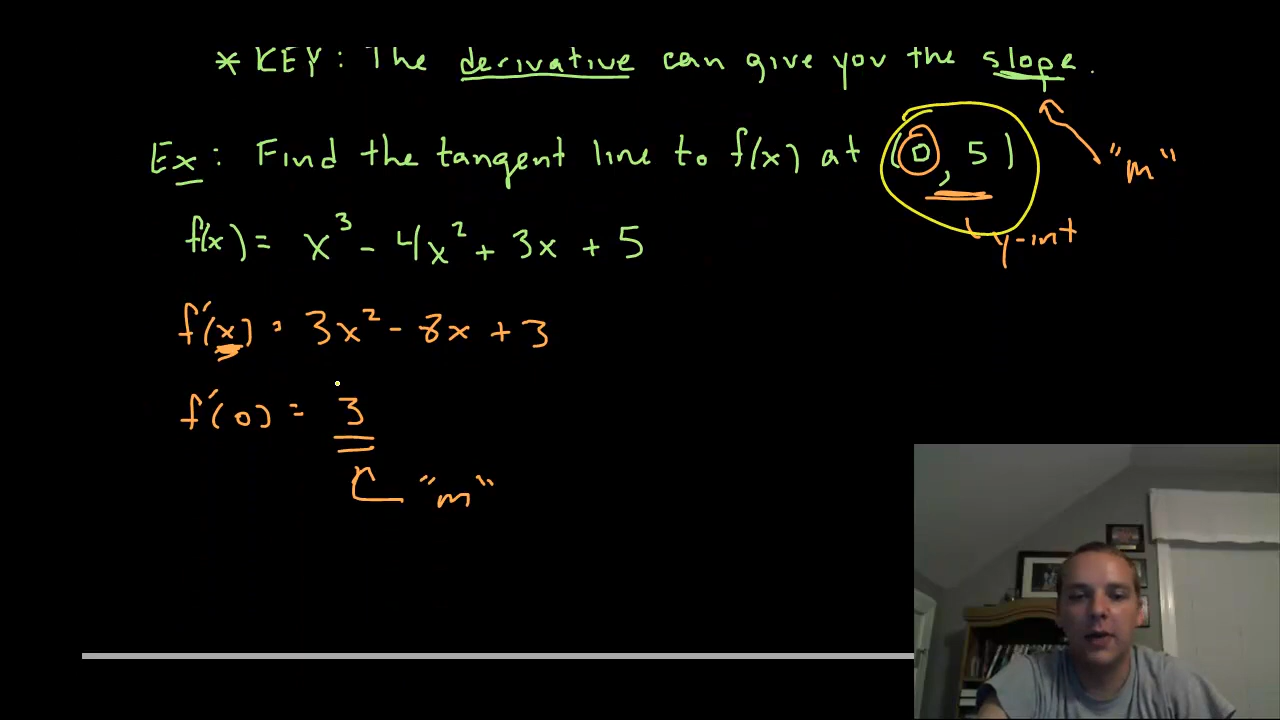 * KEY: The derivative can give you the slope.
"m"
Ex: Find the tangent line to f(x) at (0, 5)
y-int
f(x) = x³ - 4x² + 3x + 5
f'(x) = 3x² - 8x + 3
f'(0) = 3
"m"